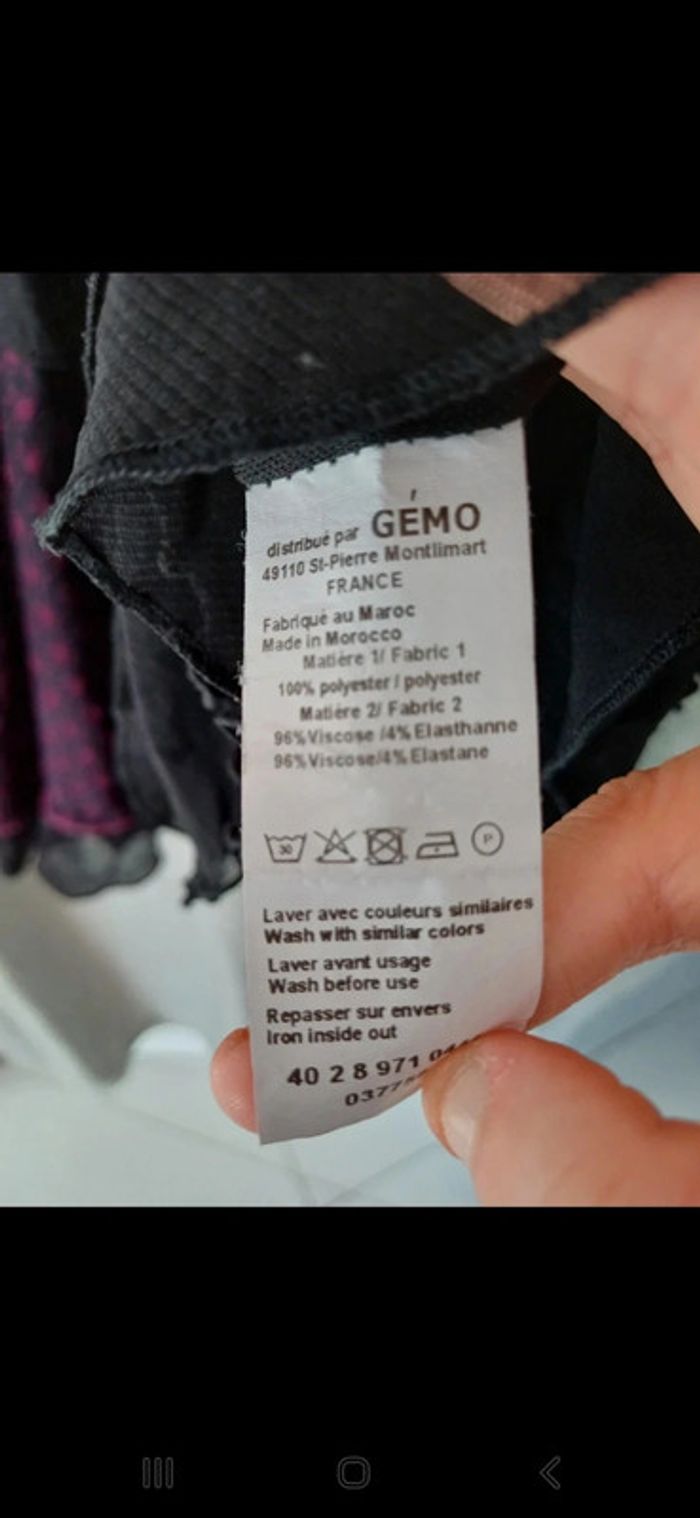 distribué par GÉMO
49110 St-Pierre Montlimart
FRANCE
Fabriqué au Maroc
Made in Morocco
Matière 1/ Fabric 1
100% polyester / polyester
Matière 2/ Fabric 2
96%Viscose /4% Elasthanne
96%Viscose/4% Elastane
30
P
Laver avec couleurs similaires
Wash with similar colors
Laver avant usage
Wash before use
Repasser sur envers
Iron inside out
40 2 8 971